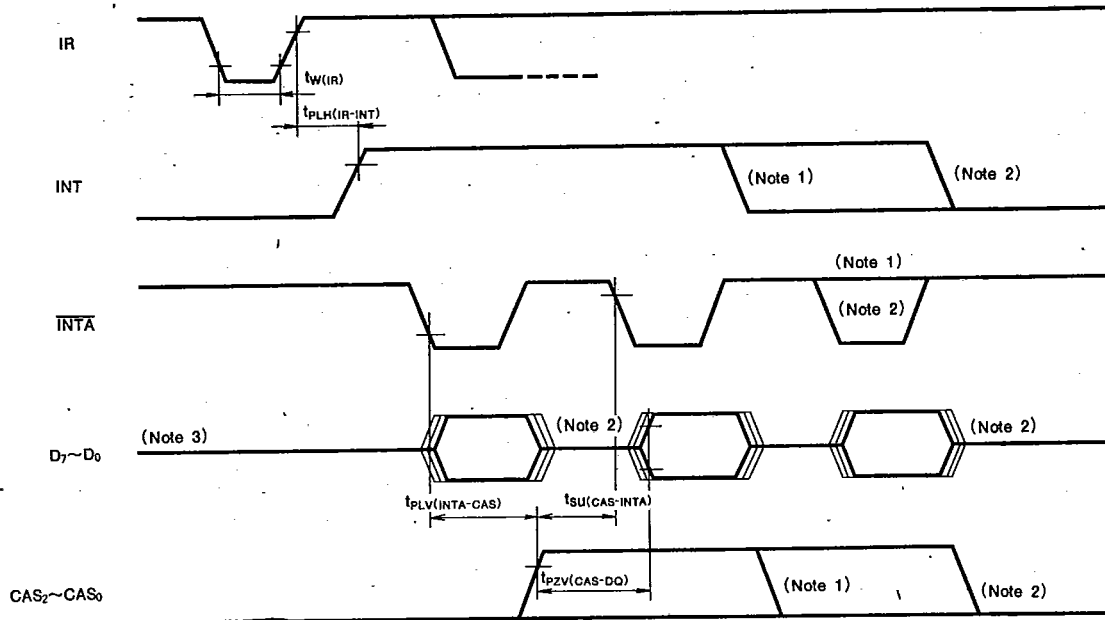 IR
tW(IR)
tPLH(IR-INT)
INT
(Note 1)
(Note 2)
(Note 1)
INTA
(Note 2)
(Note 3)
(Note 2)
(Note 2)
D7~D0
tPLV(INTA-CAS)
tSU(CAS-INTA)
tPZV(CAS-DQ)
CAS2~CAS0
(Note 1)
(Note 2)